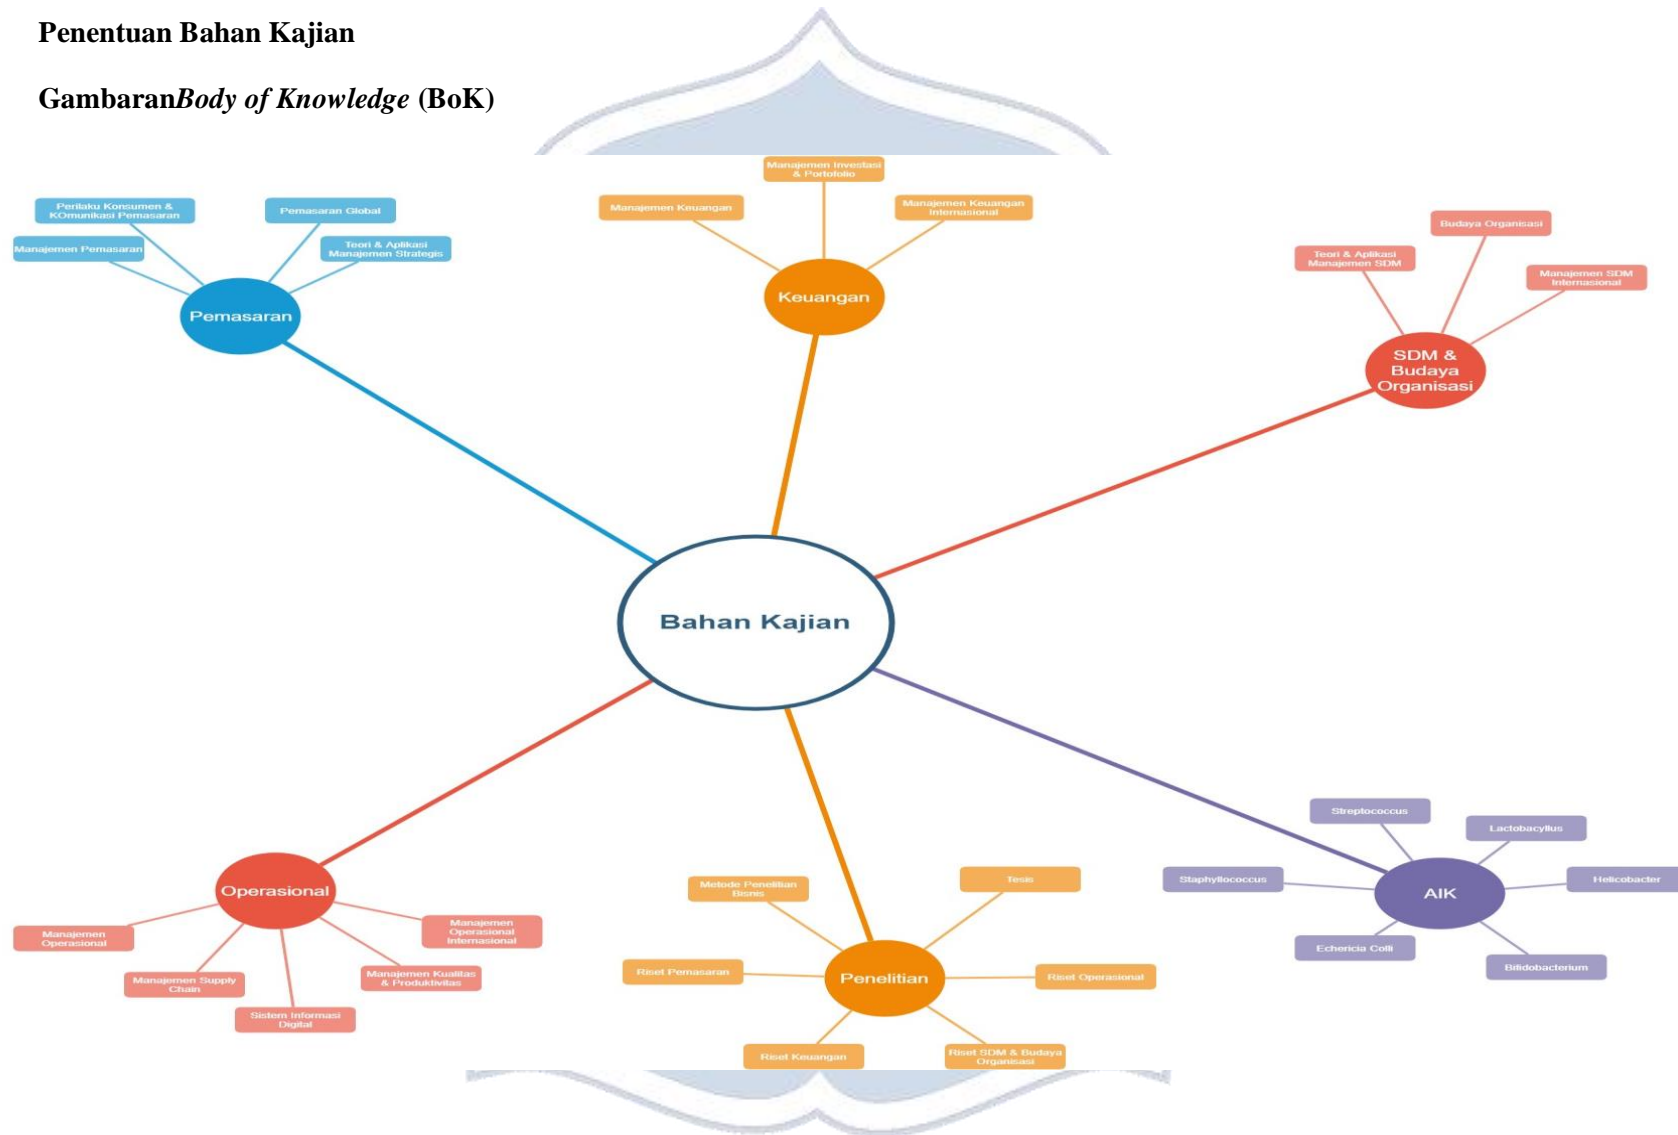 Penentuan Bahan Kajian
GambaranBody of Knowledge (BoK)
Perilaku Konsumen &
KOmunikasi Pemasaran
Pemasaran Global
Manajemen Pemasaran
Teori & Aplikasi
Manajemen Strategis
Pemasaran
Manajemen Investasi
& Portofolio
Manajemen Keuangan
Manajemen Keuangan
Internasional
Keuangan
Budaya Organisasi
Teori & Aplikasi
Manajemen SDM
Manajemen SDM
Internasional
SDM &
Budaya
Organisasi
Bahan Kajian
Operasional
Manajemen
Operasional
Manajemen Supply
Chain
Sistem Informasi
Digital
Manajemen Kualitas
& Produktivitas
Manajemen
Operasional
Internasional
Metode Penelitian
Bisnis
Tesis
Riset Pemasaran
Penelitian
Riset Operasional
Riset Keuangan
Riset SDM & Budaya
Organisasi
Streptococcus
Lactobacyllus
Staphyllococcus
Helicobacter
AIK
Echericia Colli
Bifidobacterium